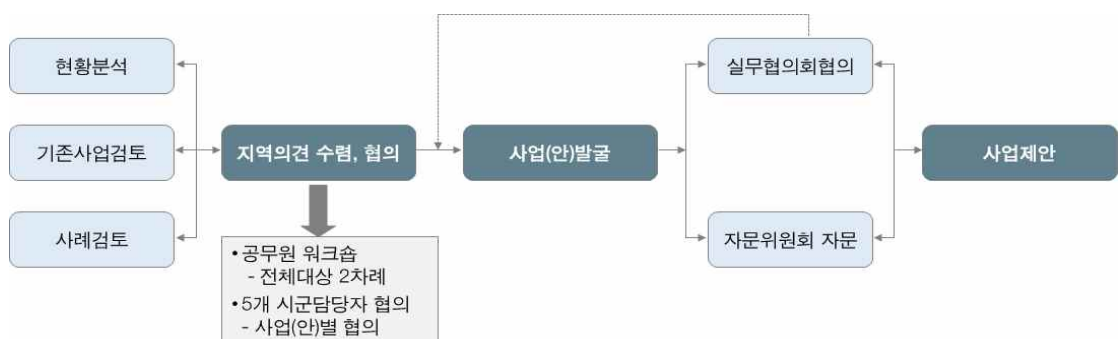 현황분석
기존사업검토
사례검토
지역의견 수렴, 협의
• 공무원 워크숍
- 전체대상 2차례
• 5개 시군담당자 협의
- 사업(안)별 협의
사업(안)발굴
실무협의회협의
자문위원회 자문
사업제안